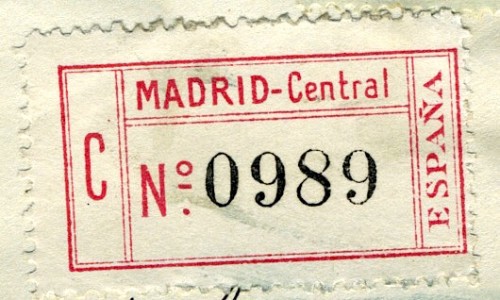 MADRID-Central
C
Nº. 0989
ESPAÑA